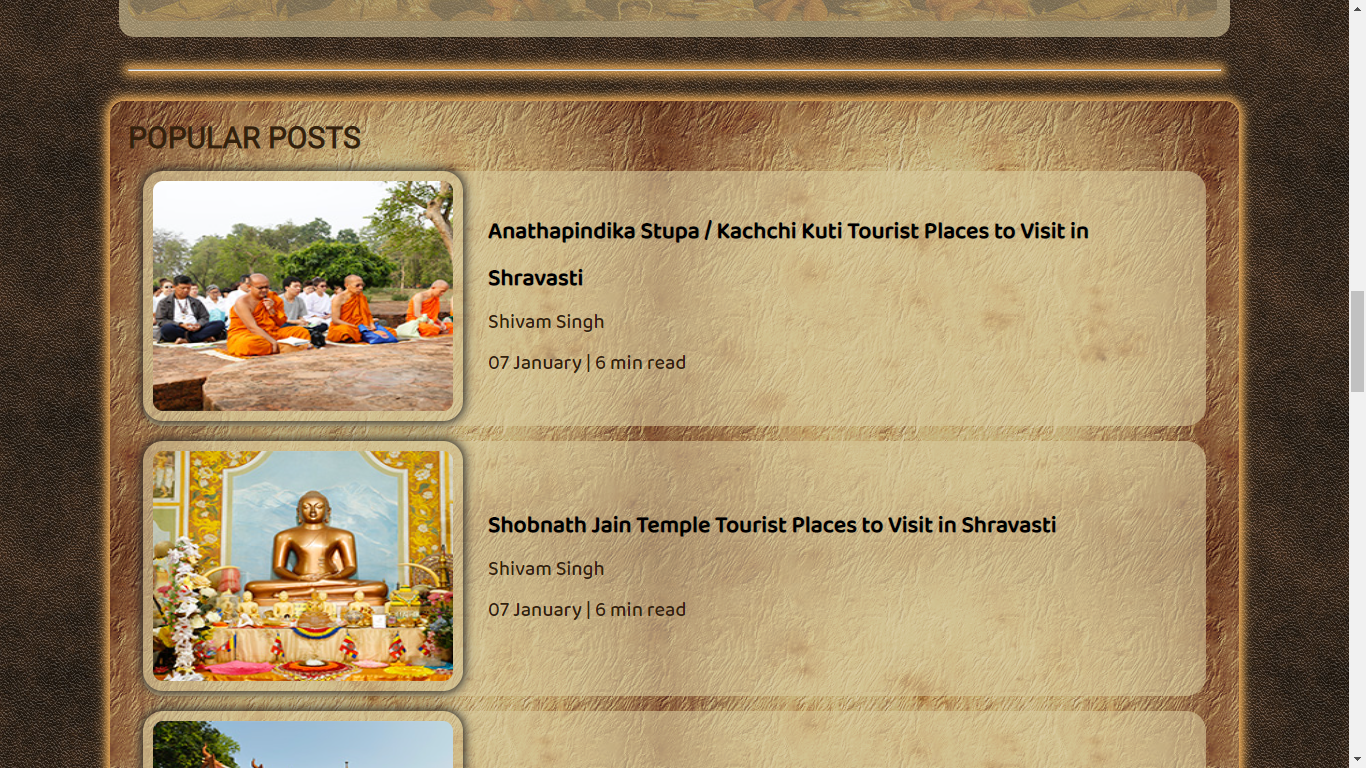 POPULAR POSTS
Anathapindika Stupa / Kachchi Kuti Tourist Places to Visit in
Shravasti
Shivam Singh
07 January | 6 min read
Shobnath Jain Temple Tourist Places to Visit in Shravasti
Shivam Singh
07 January | 6 min read